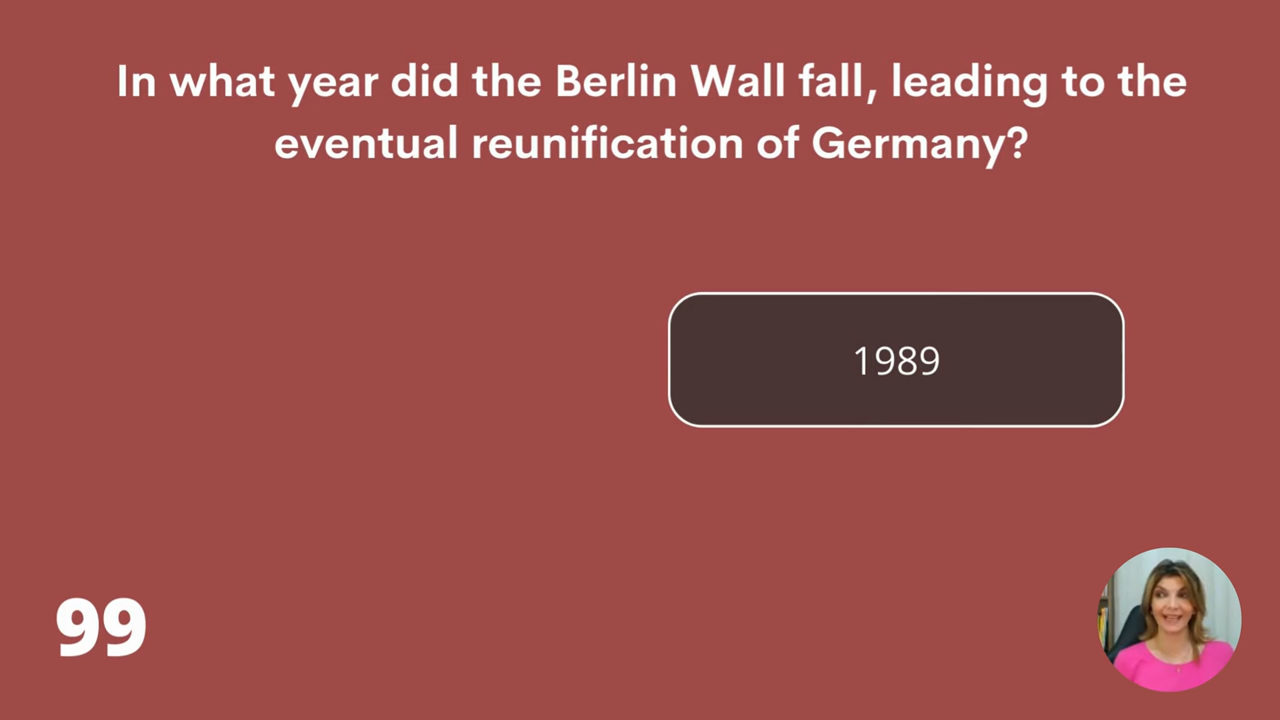 In what year did the Berlin Wall fall, leading to the
eventual reunification of Germany?
1989
99